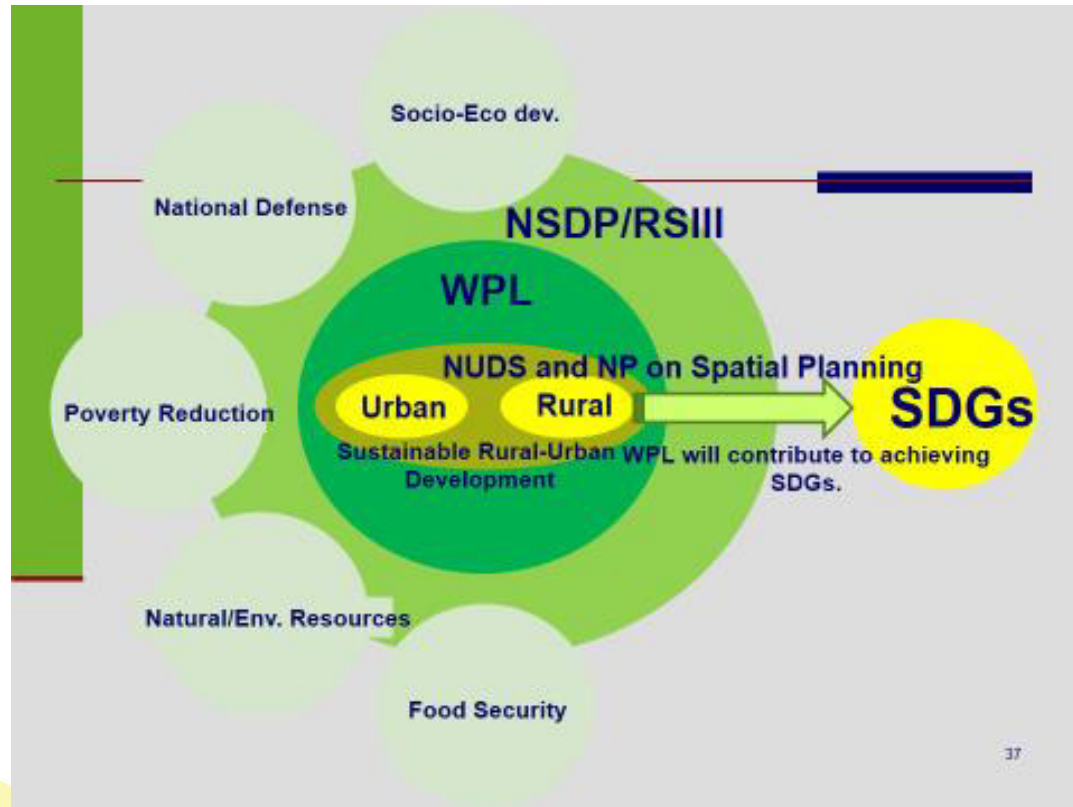 Socio-Eco dev.
National Defense
NSDP/RSIII
WPL
NUDS and NP on Spatial Planning
Urban
Rural
SDGs
Poverty Reduction
Sustainable Rural-Urban
Development
WPL will contribute to achieving
SDGs.
Natural/Env. Resources
Food Security
37